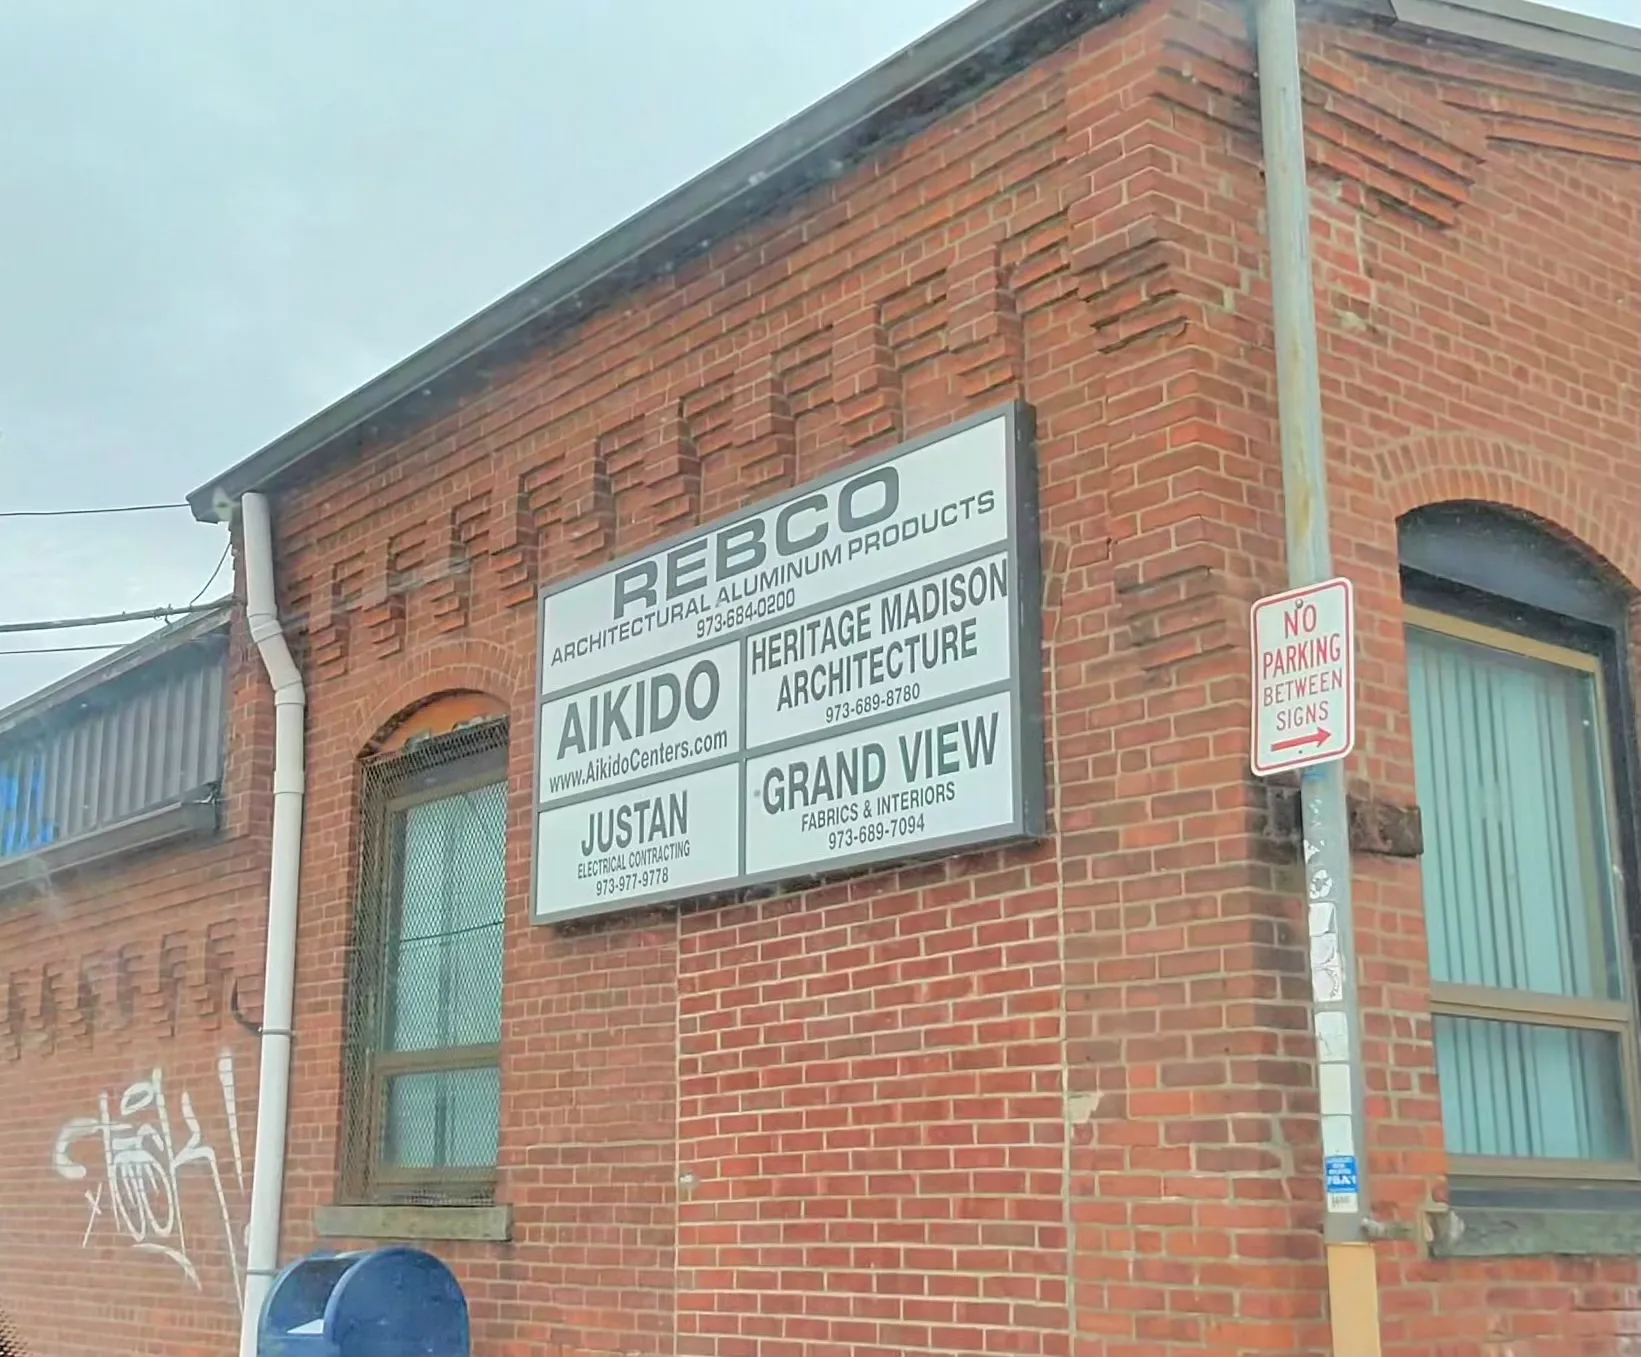 REBCO
ARCHITECTURAL ALUMINUM PRODUCTS
973-684-0200
AIKIDO
www.AikidoCenters.com
HERITAGE MADISON
ARCHITECTURE
973-689-8780
JUSTAN
ELECTRICAL CONTRACTING
973-977-9778
GRAND VIEW
FABRICS & INTERIORS
973-689-7094
NO
PARKING
BETWEEN
SIGNS